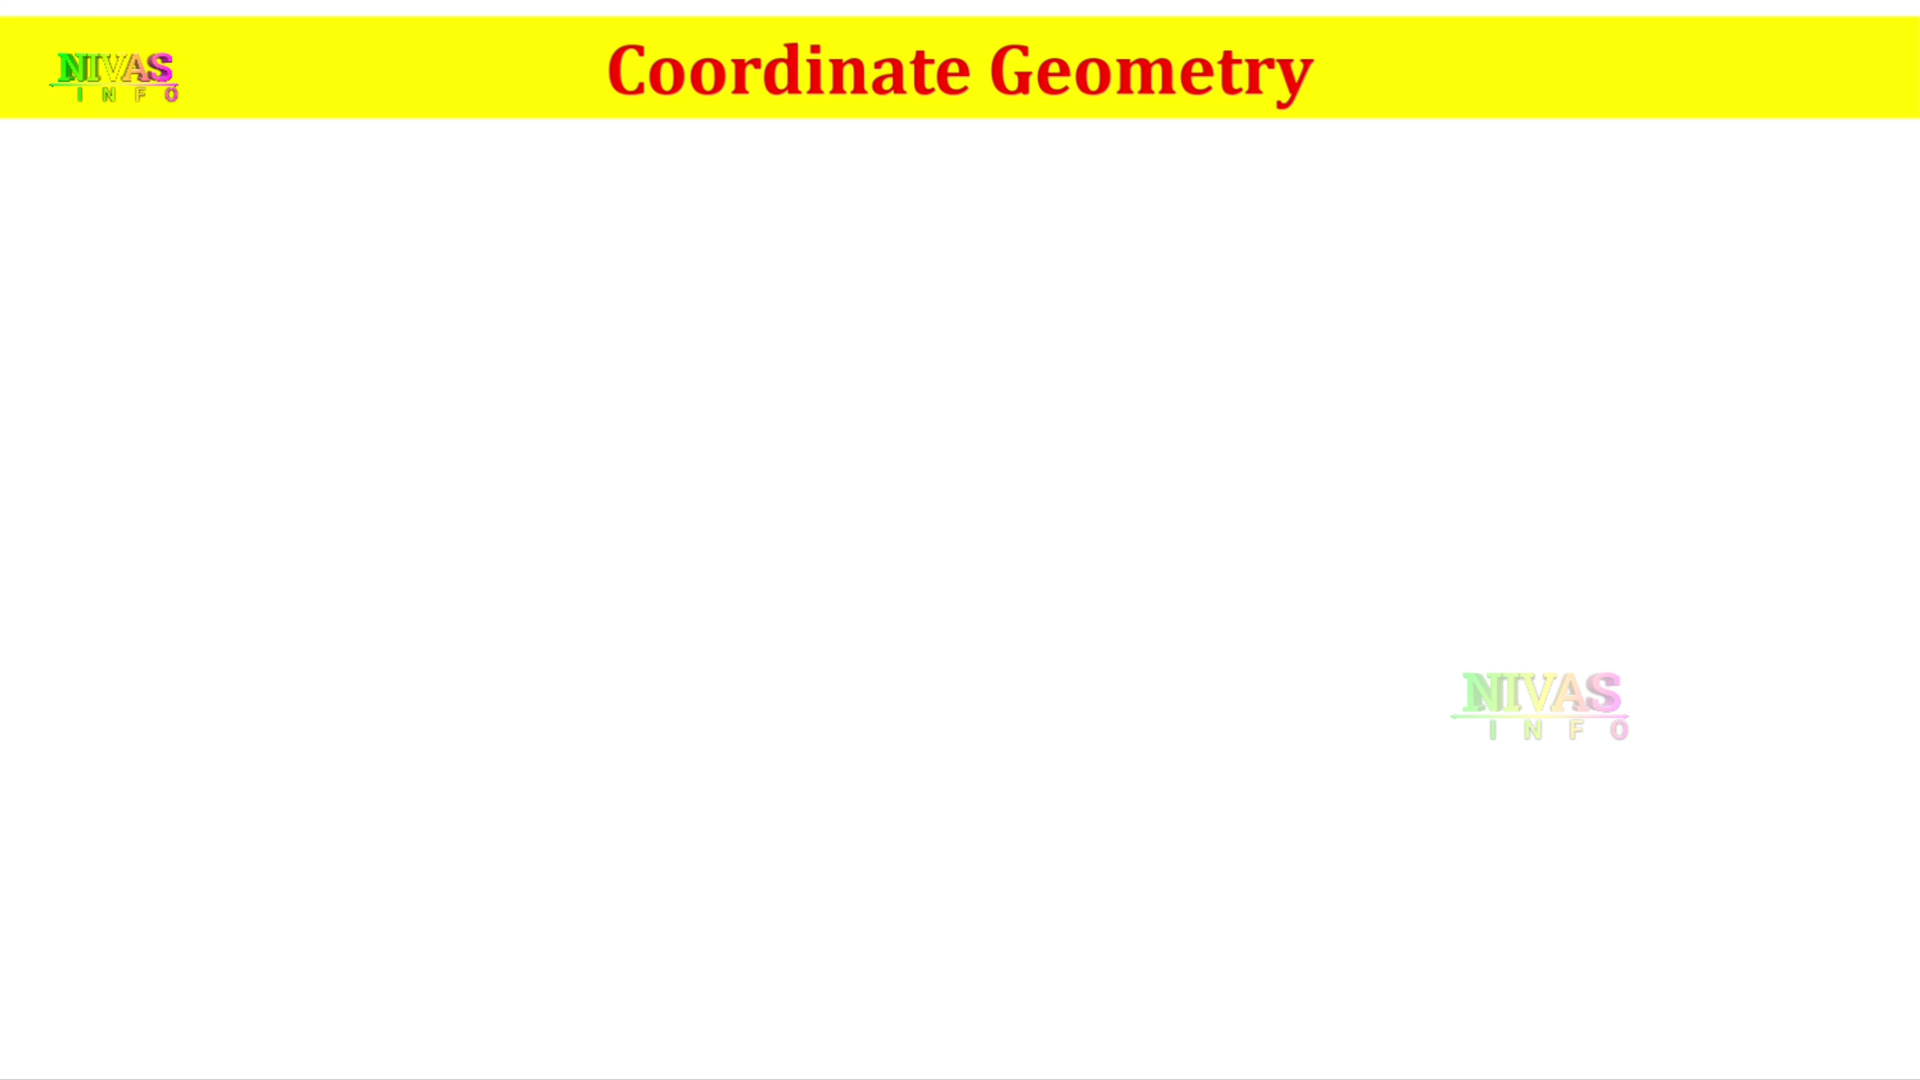 NIVAS
INFO
Coordinate Geometry
NIVAS
INFO